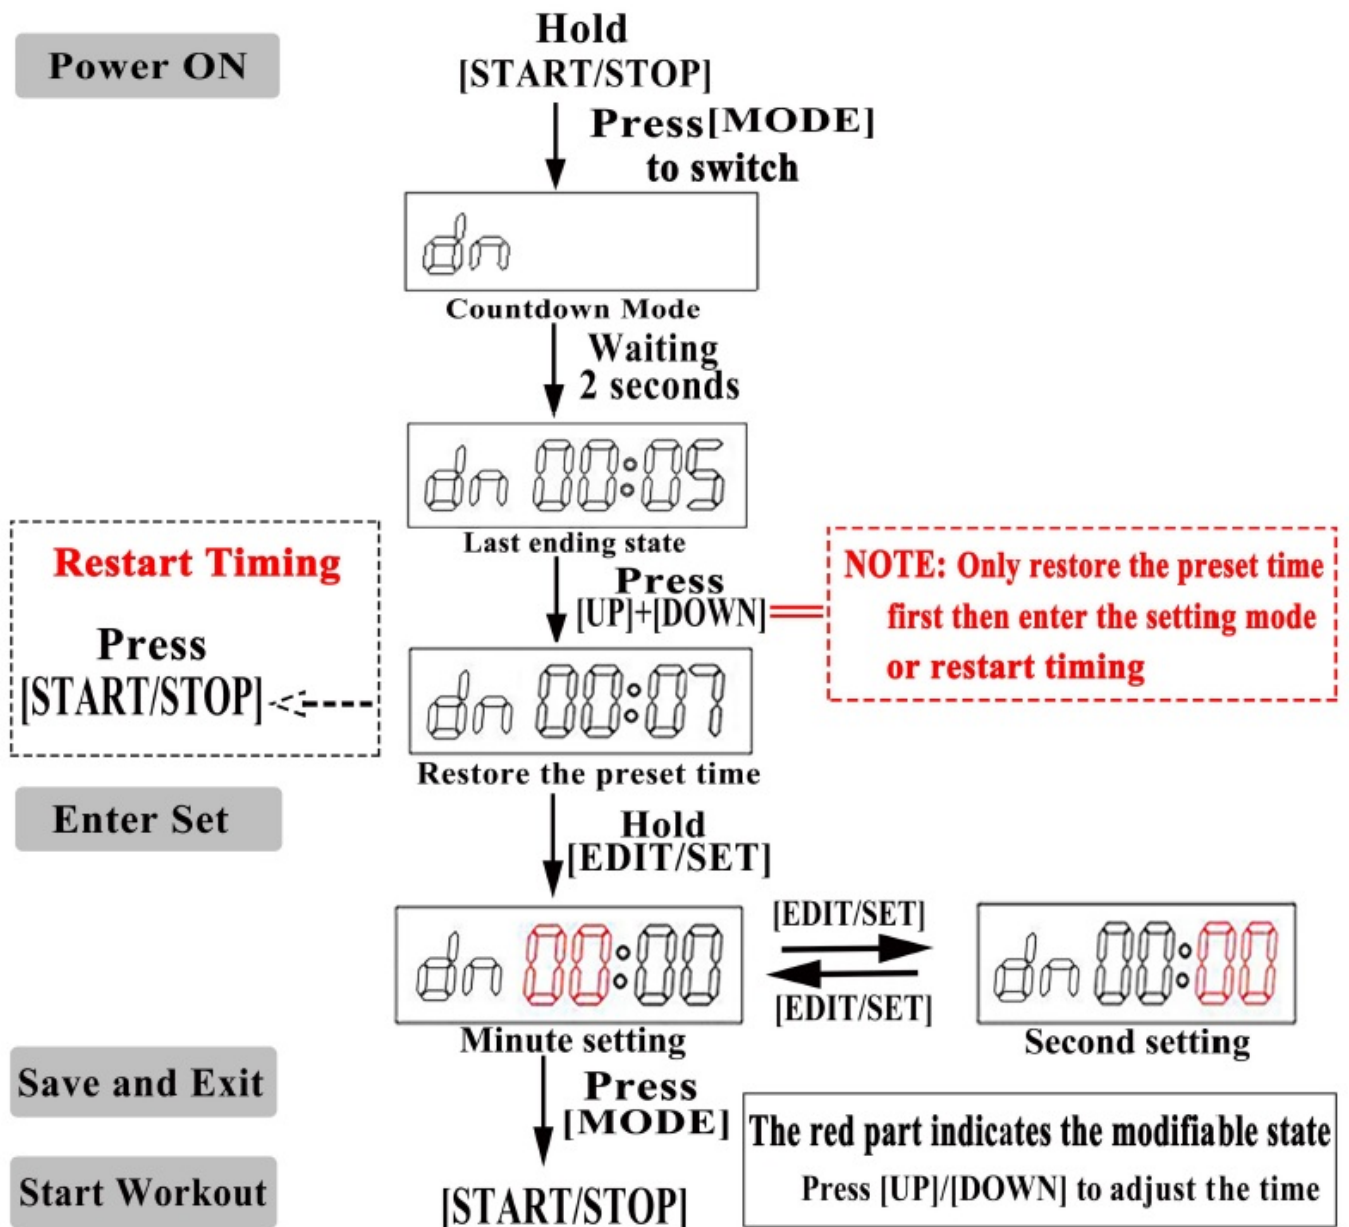 Power ON
Hold
[START/STOP]
Press[MODE]
to switch
dn
Countdown Mode
Waiting
2 seconds
dn 00:05
Last ending state
Press
[UP]+[DOWN]
NOTE: Only restore the preset time
first then enter the setting mode
or restart timing
Restart Timing
Press
[START/STOP]
dn 00:07
Restore the preset time
Enter Set
Hold
[EDIT/SET]
dn 00:00
Minute setting
[EDIT/SET]
[EDIT/SET]
dn 00:00
Second setting
Save and Exit
Press
[MODE]
The red part indicates the modifiable state
Press [UP]/[DOWN] to adjust the time
Start Workout
[START/STOP]